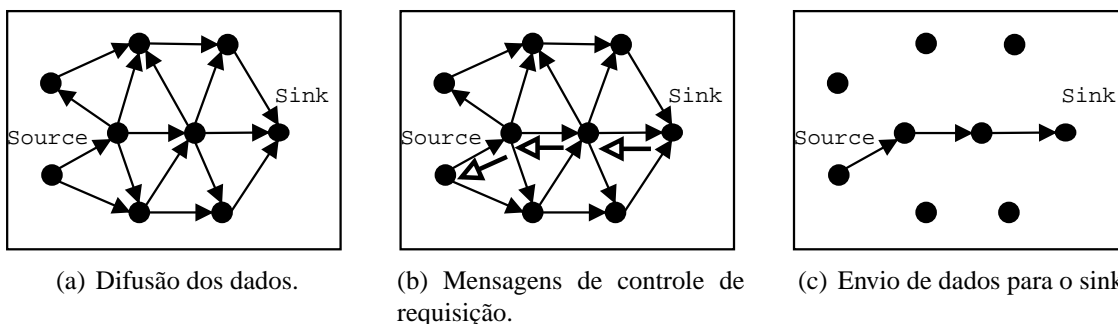 Sink
Source
Sink
Source
Sink
Source
(a) Difusão dos dados.
(b) Mensagens de controle de
requisição.
(c) Envio de dados para o sink